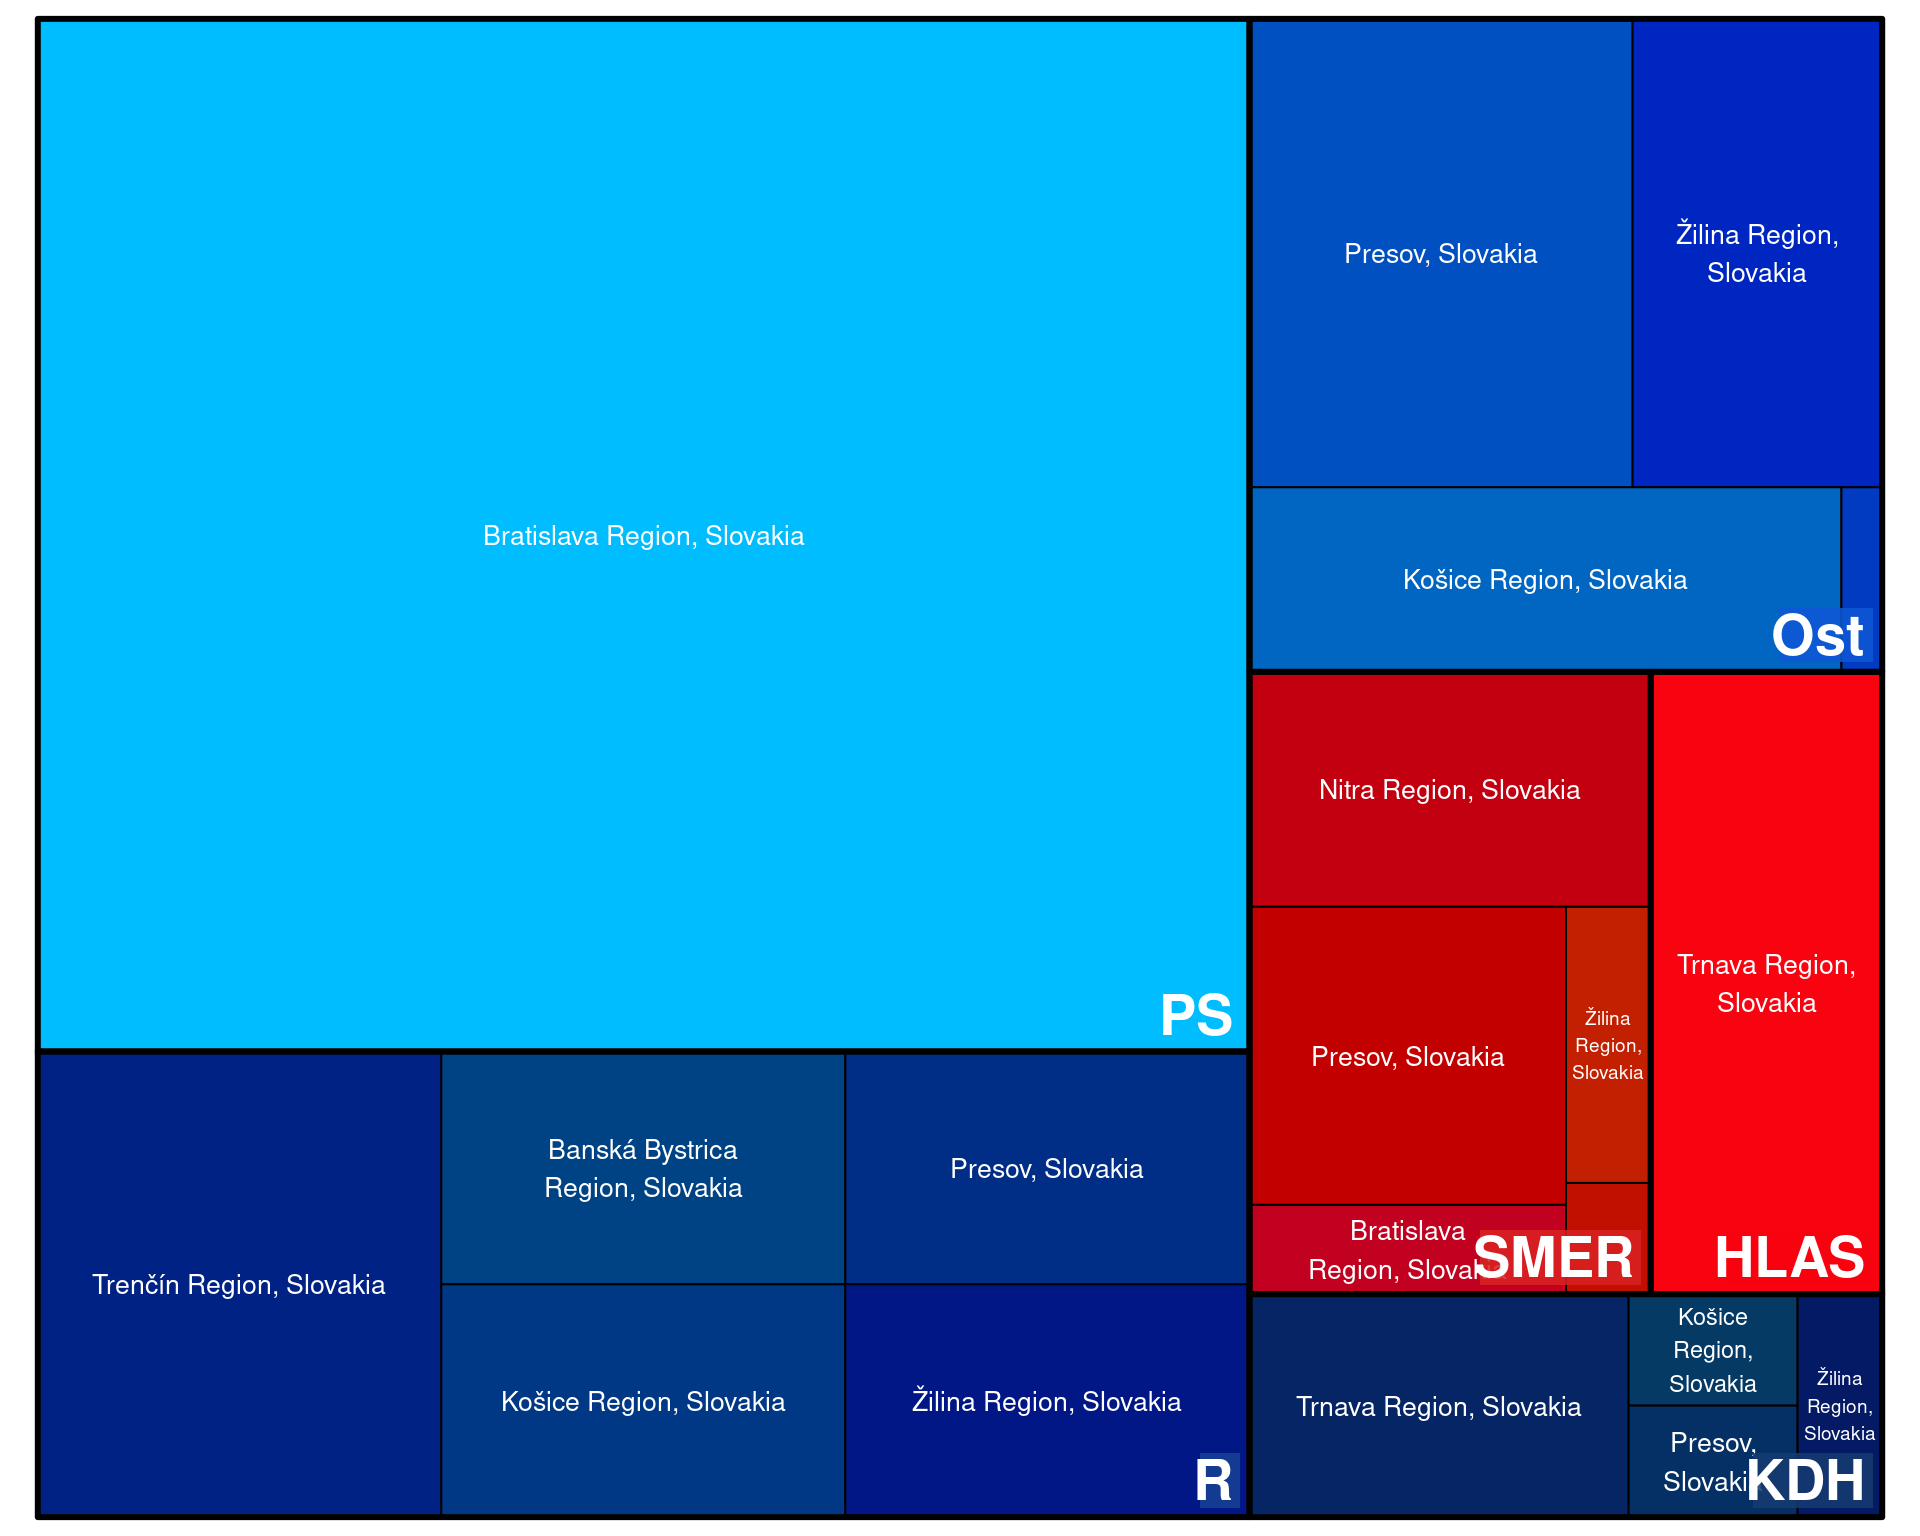 Bratislava Region, Slovakia
PS
Presov, Slovakia
Žilina Region,
Slovakia
Košice Region, Slovakia
Ost
Nitra Region, Slovakia
Presov, Slovakia
Žilina
Region,
Slovakia
Bratislava
Region, Slovakia
SMER
Trnava Region,
Slovakia
HLAS
Trenčín Region, Slovakia
Banská Bystrica
Region, Slovakia
Presov, Slovakia
Košice Region, Slovakia
Žilina Region, Slovakia
R
Trnava Region, Slovakia
Košice
Region,
Slovakia
Presov,
Slovakia
Žilina
Region,
Slovakia
KDH